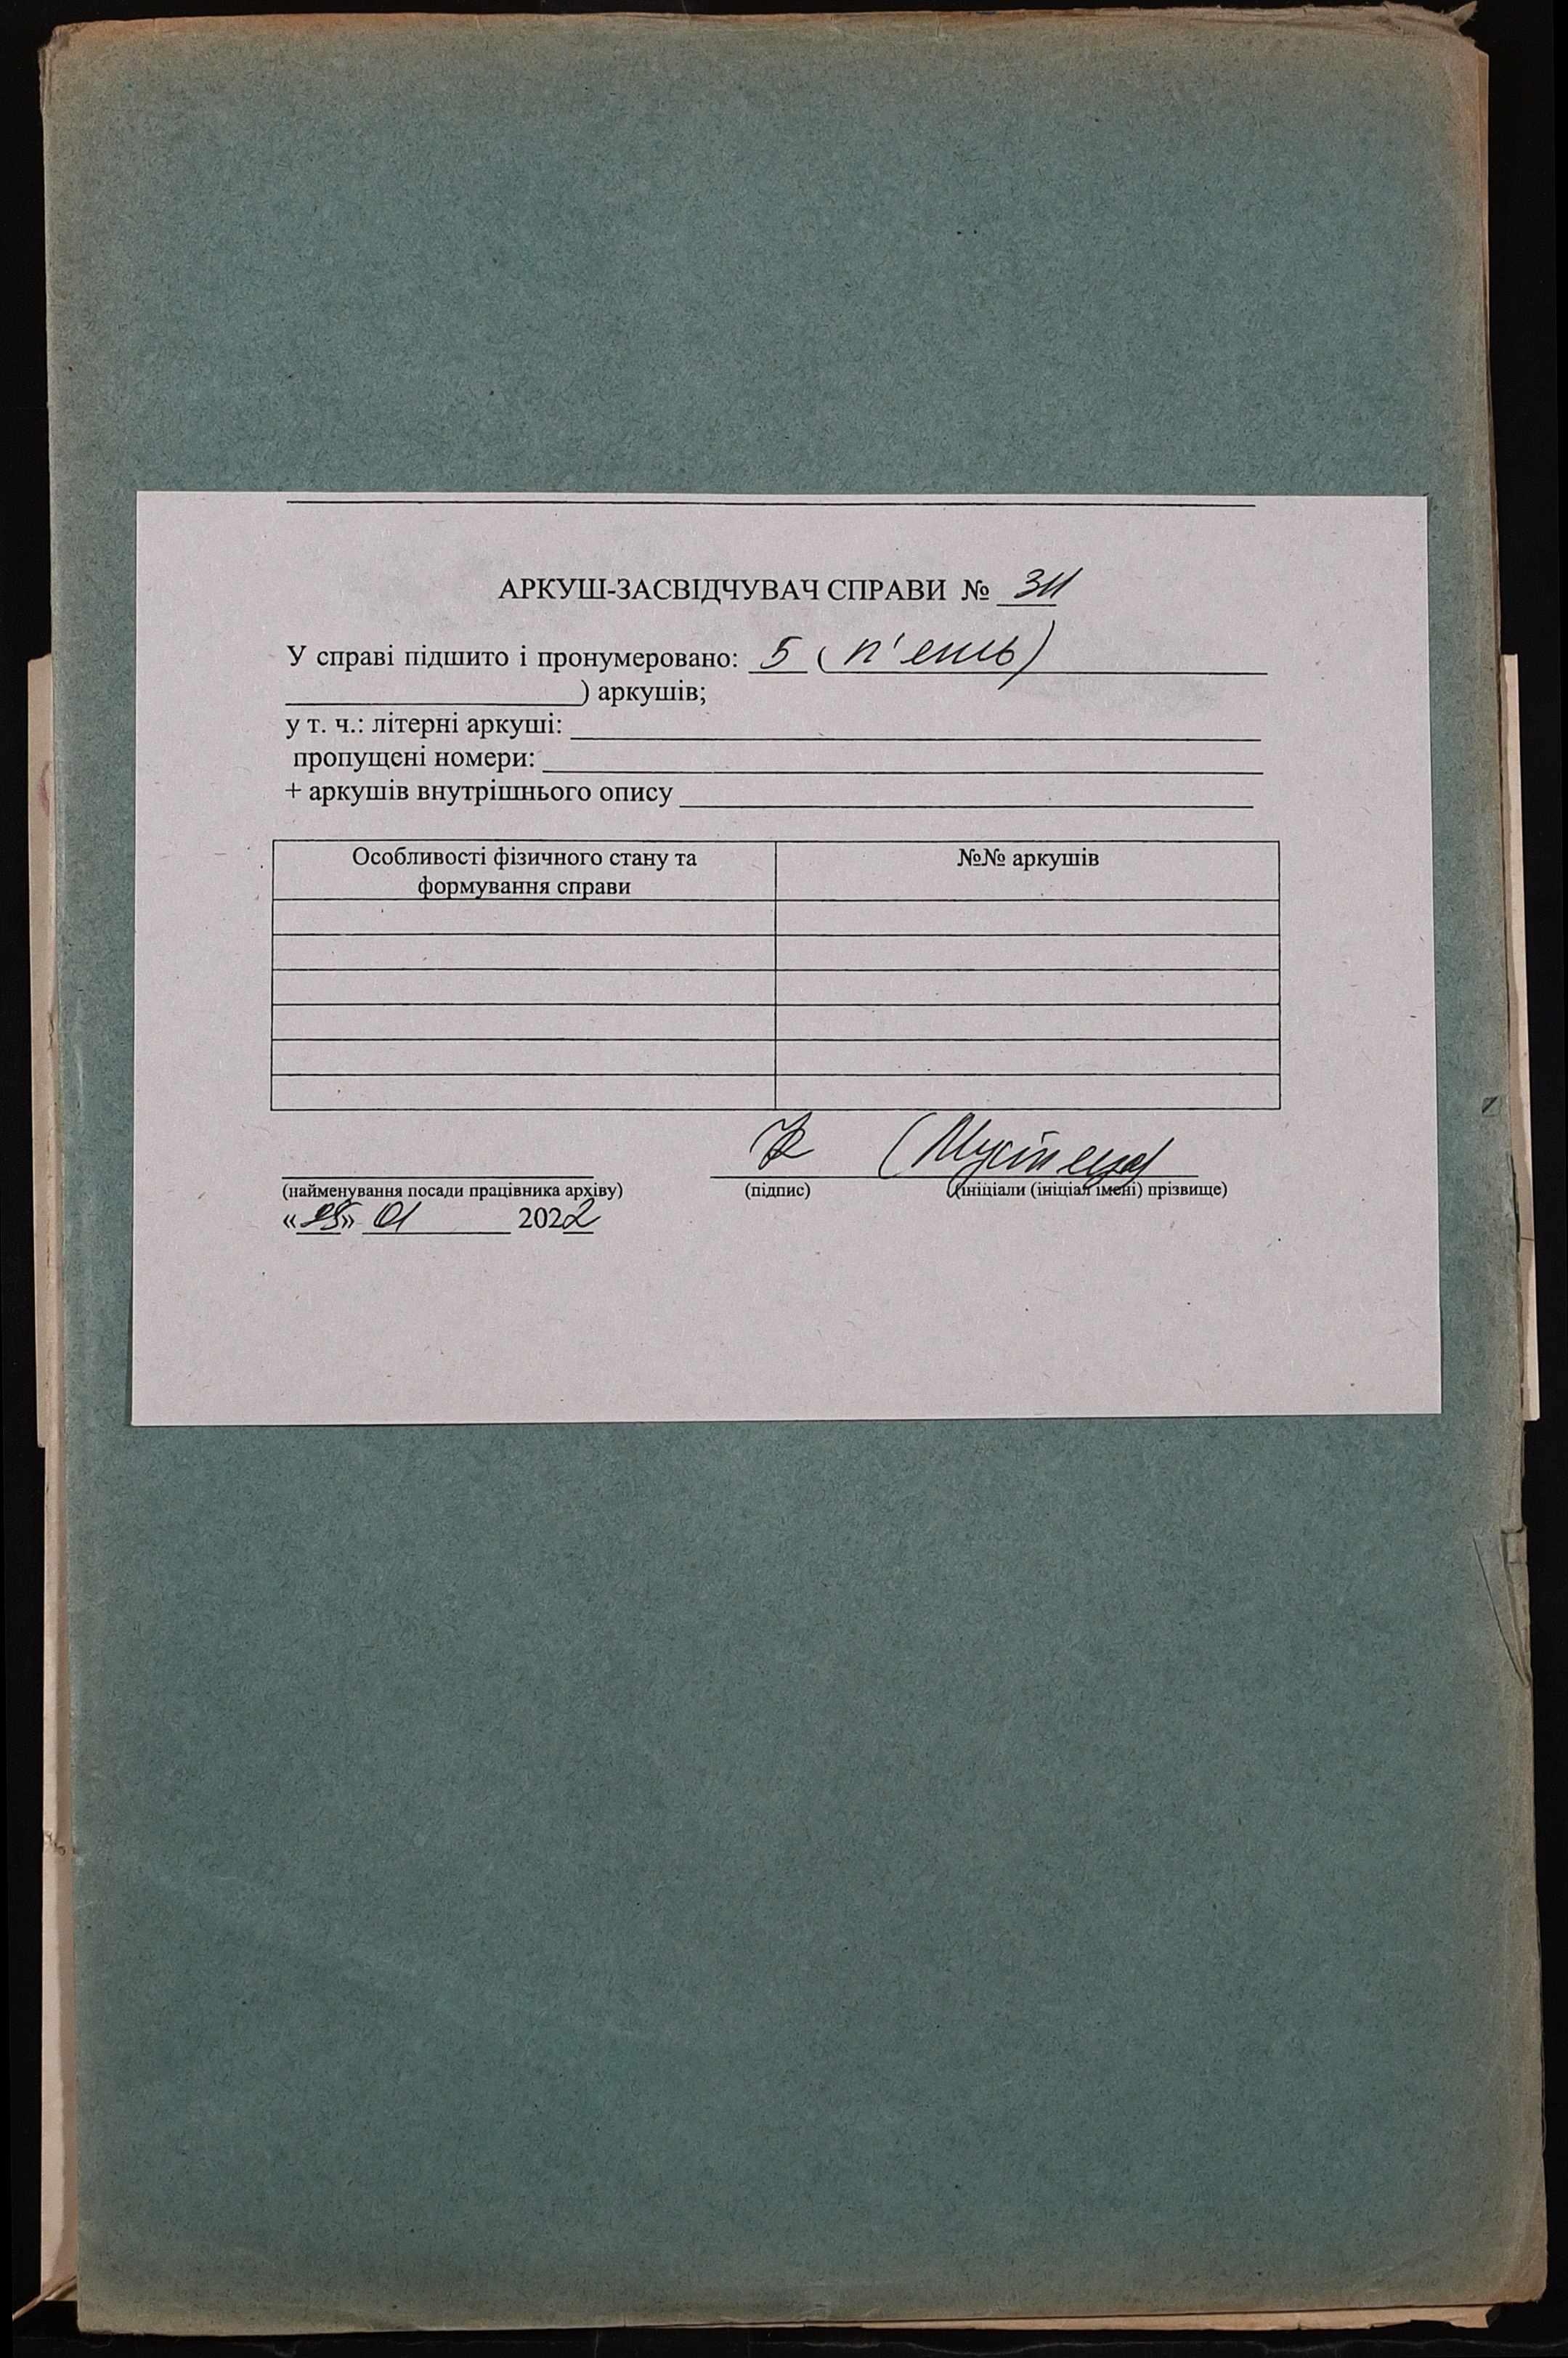 АРКУШ-ЗАСВІДЧУВАЧ СПРАВИ № 311
У справі підшито і пронумеровано: 5 (п'ять)
) аркушів;
у т. ч.: літерні аркуші:
пропущені номери:
+ аркушів внутрішнього опису
Особливості фізичного стану та формування справи
№№ аркушів
(найменування посади працівника архіву)
(підпис)
(ініціали (ініціал імені) прізвище)
«25» 01 2022